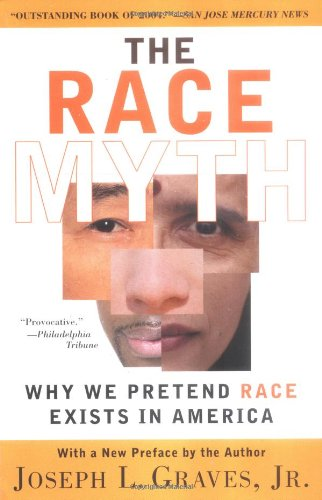 "OUTSTANDING BOOK OF JOSE MERCURY NEWS
THE
RACE
MYTH
"Provocative."
—Philadelphia
Tribune
WHY WE PRETEND RACE
EXISTS IN AMERICA
With a New Preface by the Author
JOSEPH L. GRAVES, JR.